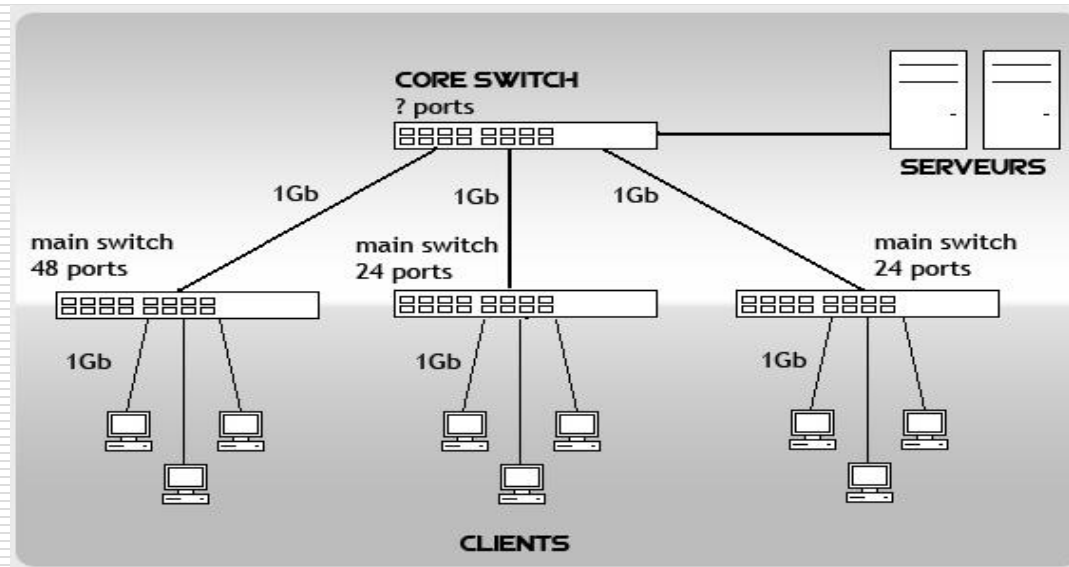 CORE SWITCH
? ports
SERVEURS
1Gb
1Gb
1Gb
main switch
48 ports
main switch
24 ports
main switch
24 ports
1Gb
1Gb
1Gb
CLIENTS